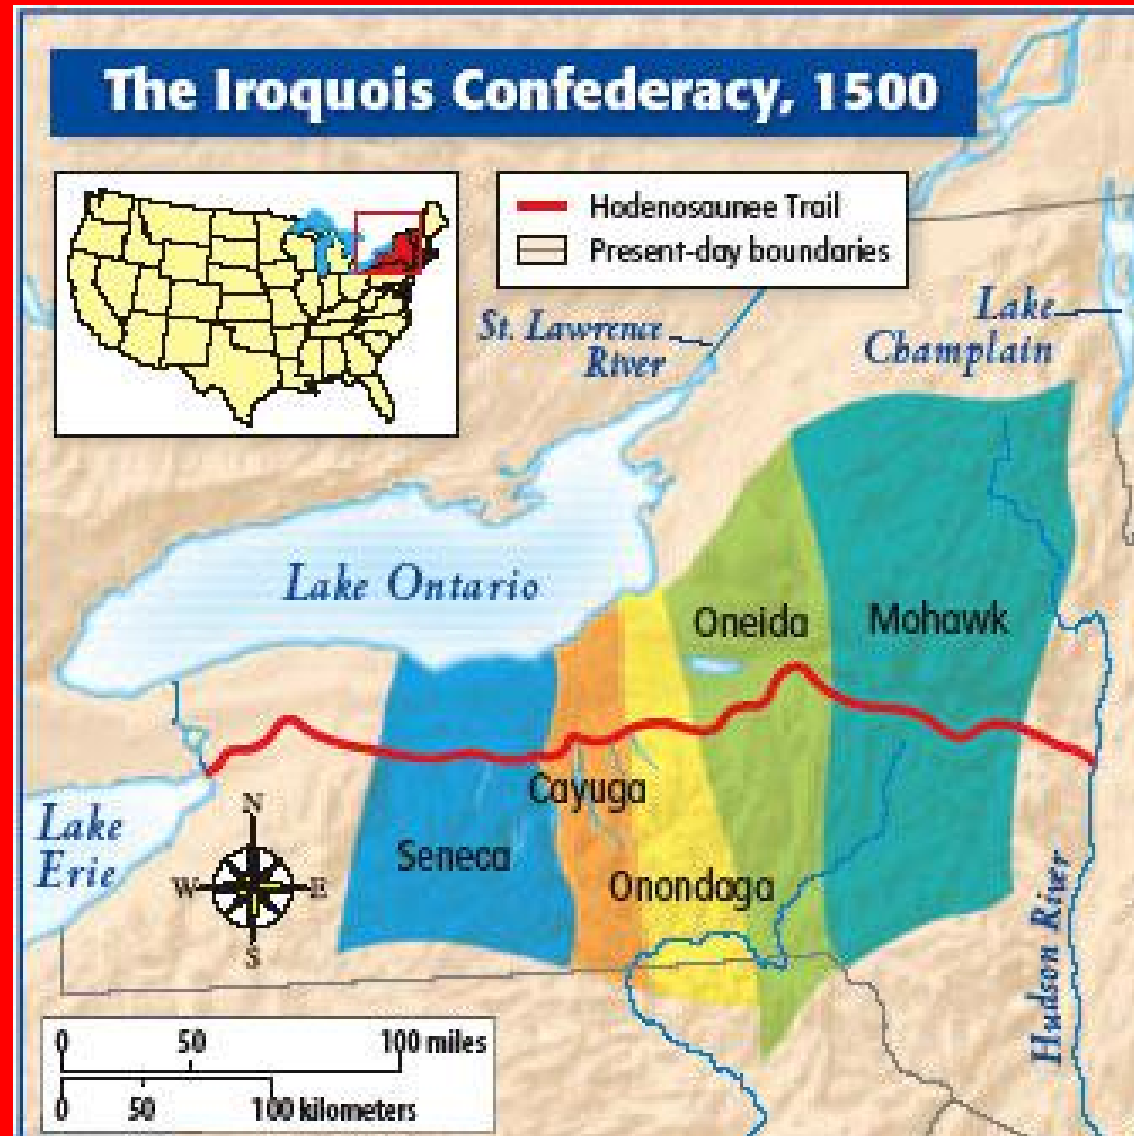 The Iroquois Confederacy, 1500
Hodenosaunee Trail
Present-day boundaries
St. Lawrence
River
Lake
Champlain
Lake Ontario
Oneida
Mohawk
Cayuga
Seneca
Onondaga
Lake
Erie
N
W
E
S
Hudson River
0 50 100 miles
0 50 100 kilometers